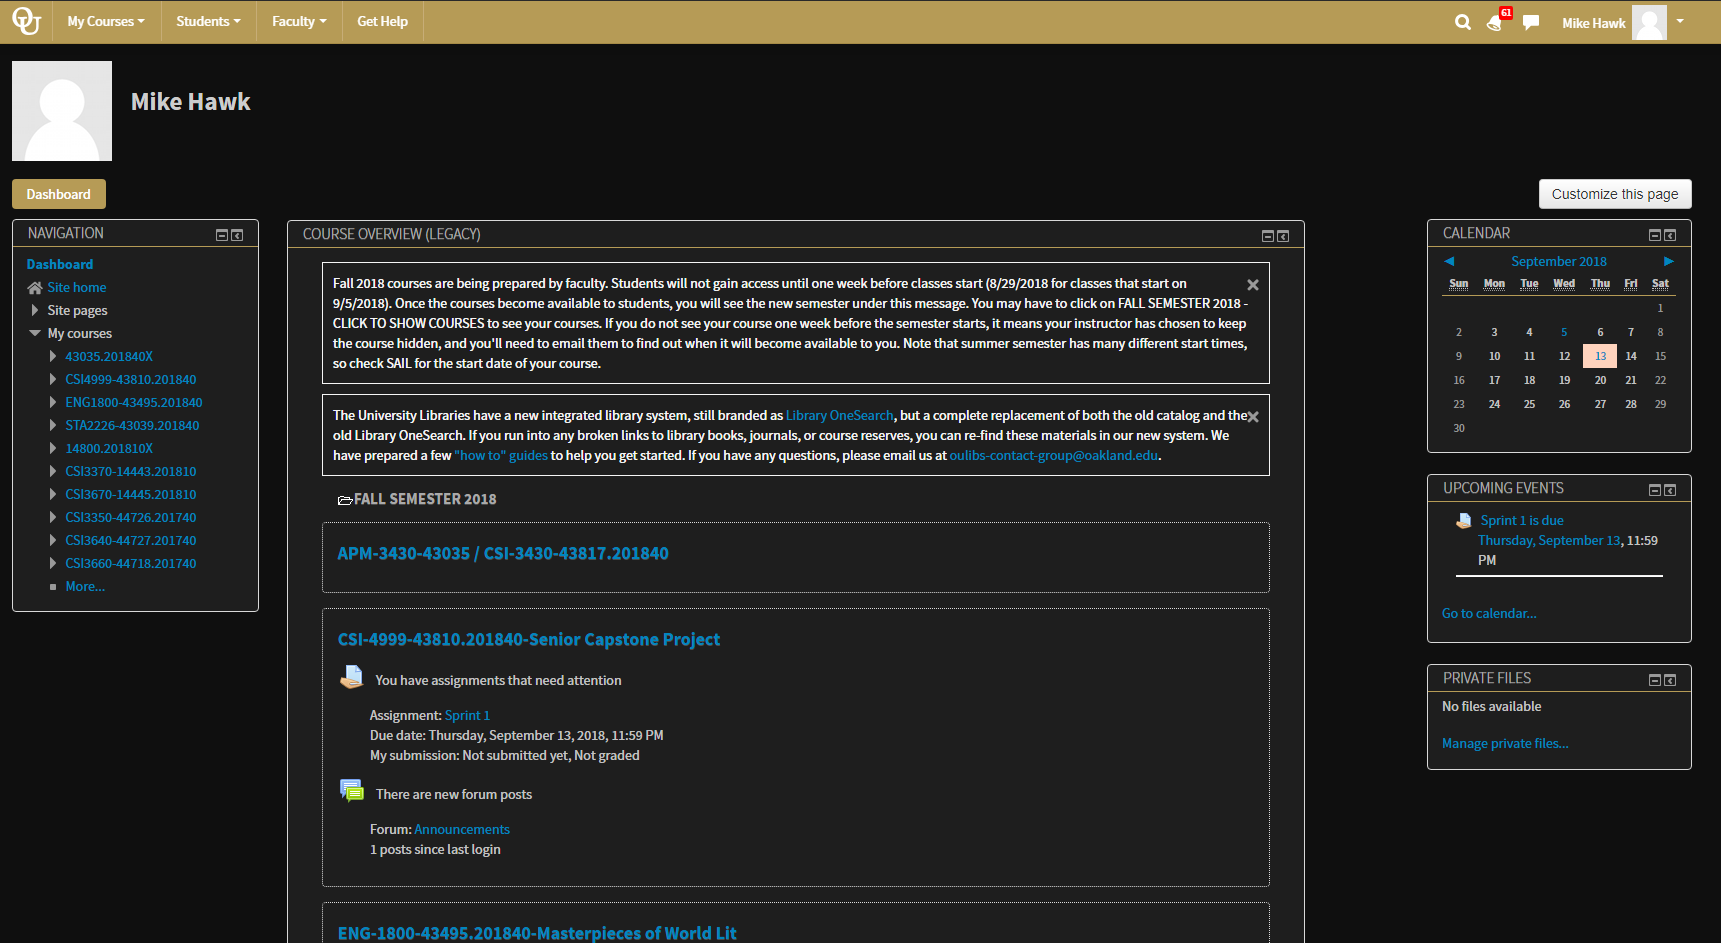 OU
My Courses
Students
Faculty
Get Help
61
Mike Hawk
Mike Hawk
Dashboard
Customize this page
NAVIGATION
Dashboard
Site home
Site pages
My courses
43035.201840X
CSI4999-43810.201840
ENG1800-43495.201840
STA2226-43039.201840
14800.201810X
CSI3370-14443.201810
CSI3670-14445.201810
CSI3350-44726.201740
CSI3640-44727.201740
CSI3660-44718.201740
More...
COURSE OVERVIEW (LEGACY)
Fall 2018 courses are being prepared by faculty. Students will not gain access until one week before classes start (8/29/2018 for classes that start on
9/5/2018). Once the courses become available to students, you will see the new semester under this message. You may have to click on FALL SEMESTER 2018 -
CLICK TO SHOW COURSES to see your courses. If you do not see your course one week before the semester starts, it means your instructor has chosen to keep
the course hidden, and you'll need to email them to find out when it will become available to you. Note that summer semester has many different start times,
so check SAIL for the start date of your course.
The University Libraries have a new integrated library system, still branded as Library OneSearch, but a complete replacement of both the old catalog and the
old Library OneSearch. If you run into any broken links to library books, journals, or course reserves, you can re-find these materials in our new system. We
have prepared a few "how to" guides to help you get started. If you have any questions, please email us at oulibs-contact-group@oakland.edu.
FALL SEMESTER 2018
APM-3430-43035 / CSI-3430-43817.201840
CSI-4999-43810.201840-Senior Capstone Project
You have assignments that need attention
Assignment: Sprint 1
Due date: Thursday, September 13, 2018, 11:59 PM
My submission: Not submitted yet, Not graded
There are new forum posts
Forum: Announcements
1 posts since last login
ENG-1800-43495.201840-Masterpieces of World Lit
CALENDAR
September 2018
Sun Mon Tue Wed Thu Fri Sat
1
2 3 4 5 6 7 8
9 10 11 12 13 14 15
16 17 18 19 20 21 22
23 24 25 26 27 28 29
30
UPCOMING EVENTS
Sprint 1 is due
Thursday, September 13, 11:59
PM
Go to calendar...
PRIVATE FILES
No files available
Manage private files...